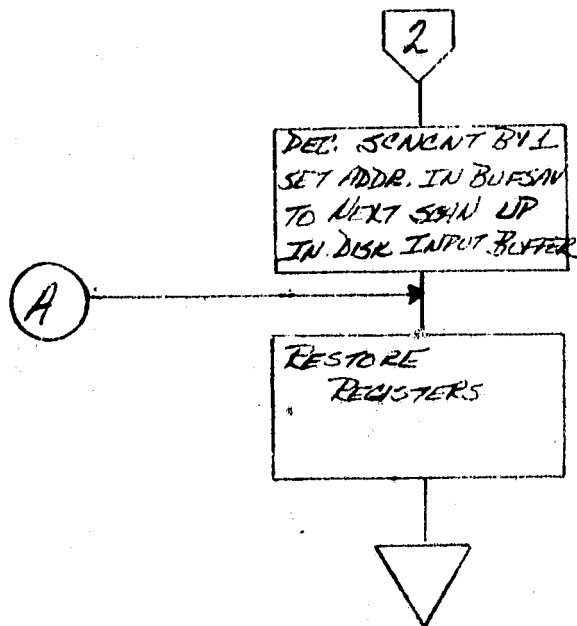 2
DEC. SCNCNT BY 1
SET ADDR. IN BUFSAV
TO NEXT SCAN UP
IN DISK INPUT BUFFER
A
RESTORE
REGISTERS